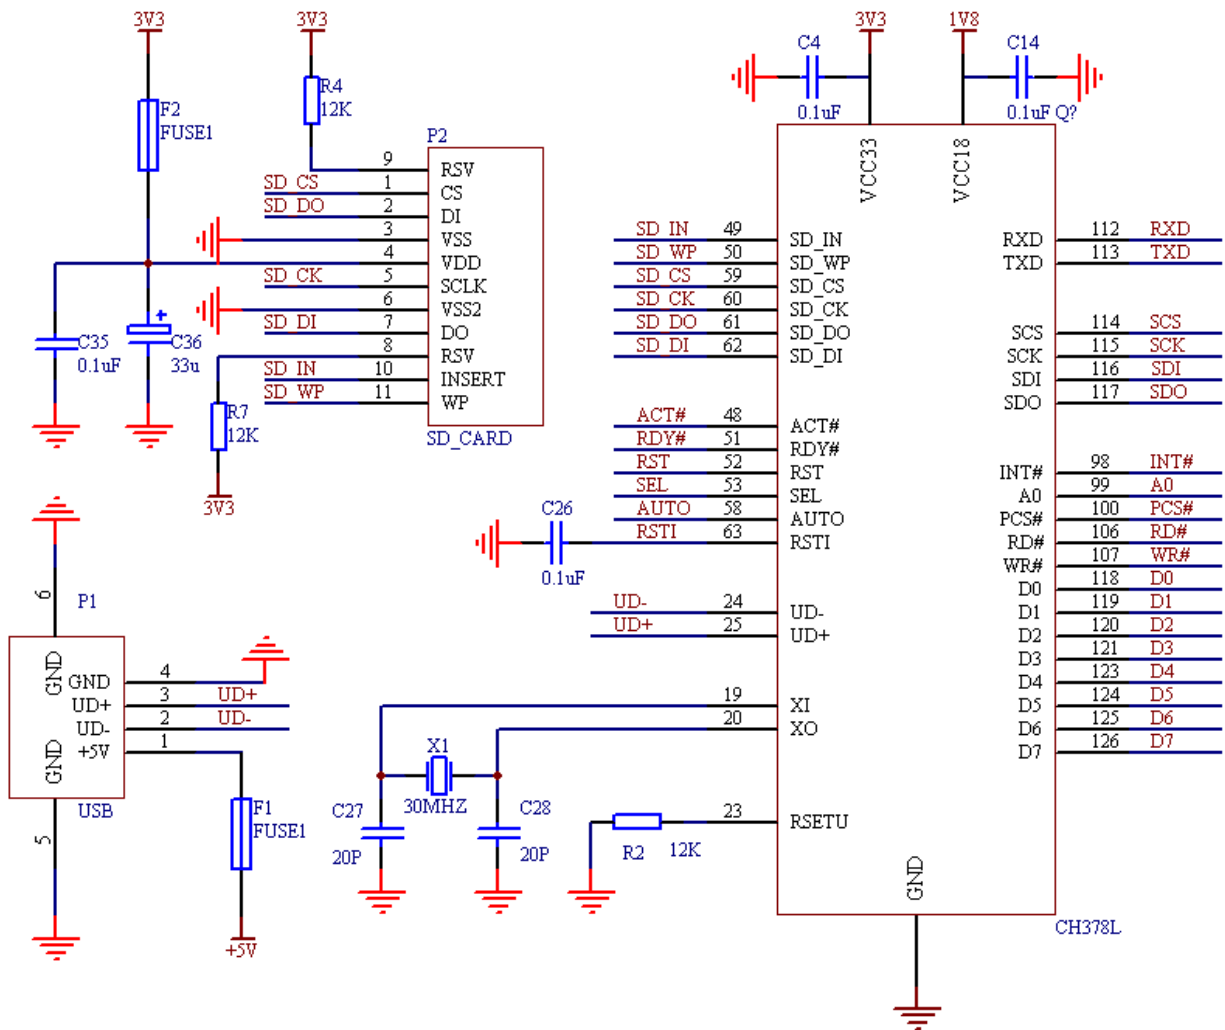 3V3
3V3
3V3
1V8
C4
0.1uF
C14
0.1uF
Q?
F2
FUSE1
R4
12K
P2
9 RSV
SD_CS 1 CS
SD_DO 2 DI
3 VSS
4 VDD
SD_CK 5 SCLK
6 VSS2
SD_DI 7 DO
8 RSV
SD_IN 10 INSERT
SD_WP 11 WP
SD_CARD
C35
0.1uF
C36
33u
+
R7
12K
3V3
VCC33
VCC18
SD_IN 49 SD_IN
SD_WP 50 SD_WP
SD_CS 59 SD_CS
SD_CK 60 SD_CK
SD_DO 61 SD_DO
SD_DI 62 SD_DI
ACT# 48 ACT#
RDY# 51 RDY#
RST 52 RST
SEL 53 SEL
AUTO 58 AUTO
RSTI 63 RSTI
C26
0.1uF
UD- 24 UD-
UD+ 25 UD+
19 XI
20 XO
23 RSETU
RXD 112 RXD
TXD 113 TXD
SCS 114 SCS
SCK 115 SCK
SDI 116 SDI
SDO 117 SDO
INT# 98 INT#
A0 99 A0
PCS# 100 PCS#
RD# 106 RD#
WR# 107 WR#
D0 118 D0
D1 119 D1
D2 120 D2
D3 121 D3
D4 123 D4
D5 124 D5
D6 125 D6
D7 126 D7
GND
CH378L
6
P1
GND
GND 4
UD+ 3 UD+
UD- 2 UD-
+5V 1
GND
USB
5
F1
FUSE1
+5V
X1
30MHZ
C27
20P
C28
20P
R2 12K